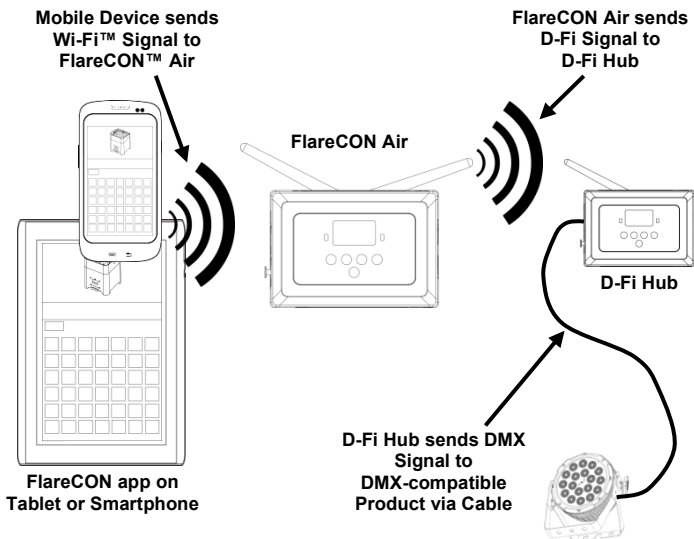 Mobile Device sends
Wi-Fi™ Signal to
FlareCON™ Air
FlareCON Air sends
D-Fi Signal to
D-Fi Hub
FlareCON Air
D-Fi Hub
D-Fi Hub sends DMX
Signal to
DMX-compatible
Product via Cable
FlareCON app on
Tablet or Smartphone